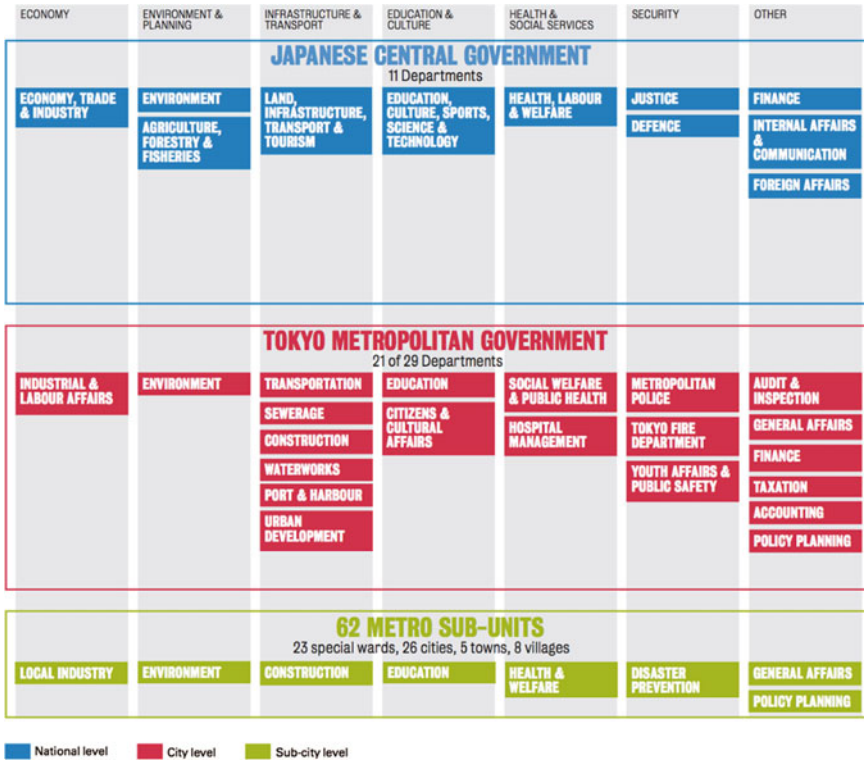 ECONOMY
ENVIRONMENT &
PLANNING
INFRASTRUCTURE &
TRANSPORT
EDUCATION &
CULTURE
HEALTH &
SOCIAL SERVICES
SECURITY
OTHER
JAPANESE CENTRAL GOVERNMENT
11 Departments
ECONOMY, TRADE
& INDUSTRY
ENVIRONMENT
AGRICULTURE,
FORESTRY &
FISHERIES
LAND,
INFRASTRUCTURE,
TRANSPORT &
TOURISM
EDUCATION,
CULTURE, SPORTS,
SCIENCE &
TECHNOLOGY
HEALTH, LABOUR
& WELFARE
JUSTICE
DEFENCE
FINANCE
INTERNAL AFFAIRS
&
COMMUNICATION
FOREIGN AFFAIRS
TOKYO METROPOLITAN GOVERNMENT
21 of 29 Departments
INDUSTRIAL &
LABOUR AFFAIRS
ENVIRONMENT
TRANSPORTATION
SEWERAGE
CONSTRUCTION
WATERWORKS
PORT & HARBOUR
URBAN
DEVELOPMENT
EDUCATION
CITIZENS &
CULTURAL
AFFAIRS
SOCIAL WELFARE
& PUBLIC HEALTH
HOSPITAL
MANAGEMENT
METROPOLITAN
POLICE
TOKYO FIRE
DEPARTMENT
YOUTH AFFAIRS &
PUBLIC SAFETY
AUDIT &
INSPECTION
GENERAL AFFAIRS
FINANCE
TAXATION
ACCOUNTING
POLICY PLANNING
62 METRO SUB-UNITS
23 special wards, 26 cities, 5 towns, 8 villages
LOCAL INDUSTRY
ENVIRONMENT
CONSTRUCTION
EDUCATION
HEALTH &
WELFARE
DISASTER
PREVENTION
GENERAL AFFAIRS
POLICY PLANNING
National level
City level
Sub-city level